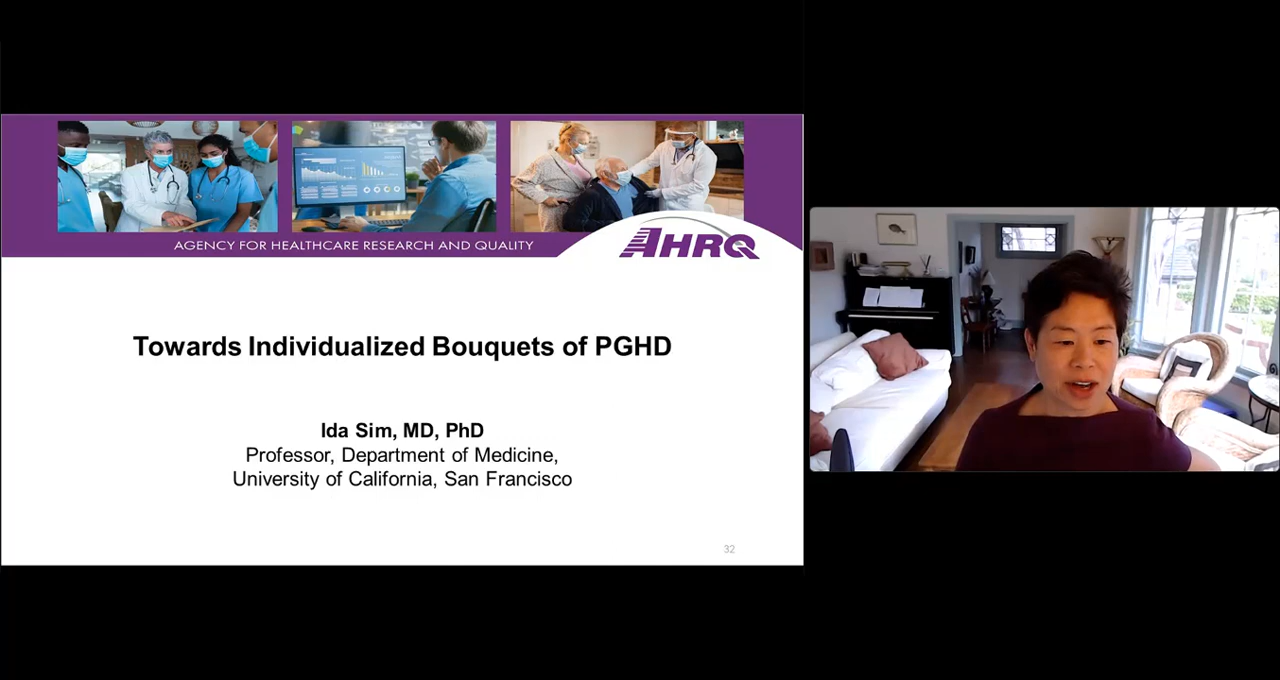 AGENCY FOR HEALTHCARE RESEARCH AND QUALITY
AHRQ
Towards Individualized Bouquets of PGHD
Ida Sim, MD, PhD
Professor, Department of Medicine,
University of California, San Francisco
32